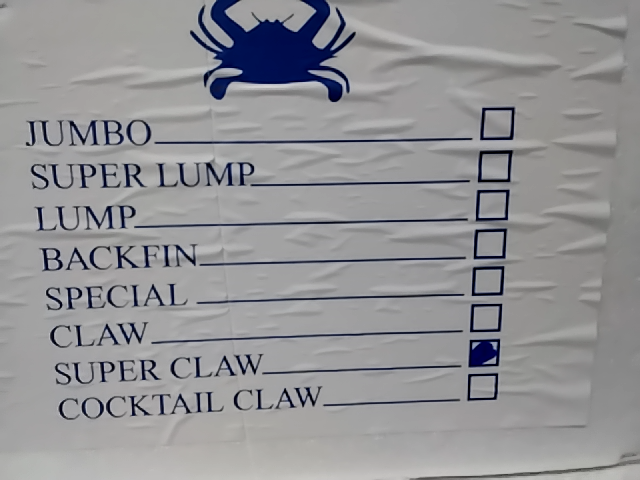 JUMBO
SUPER LUMP
LUMP
BACKFIN
SPECIAL
CLAW
SUPER CLAW
COCKTAIL CLAW